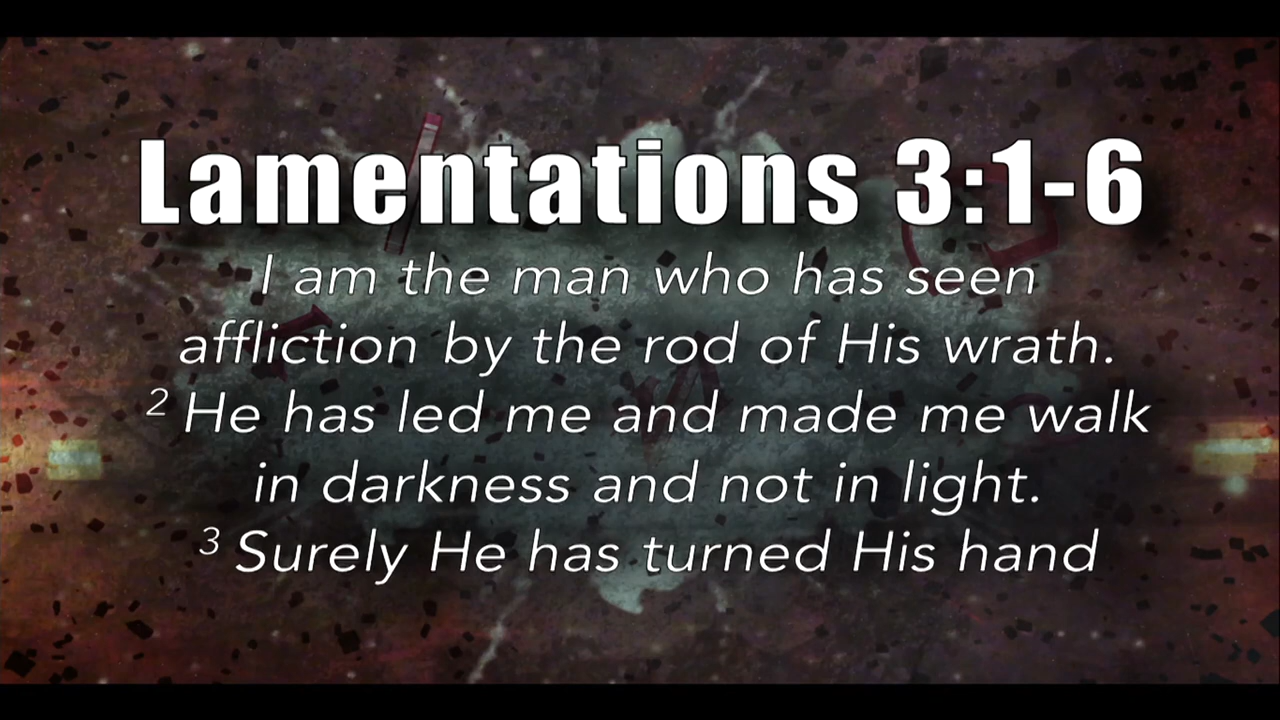 Lamentations 3:1-6
I am the man who has seen
affliction by the rod of His wrath.
2 He has led me and made me walk
in darkness and not in light.
3 Surely He has turned His hand